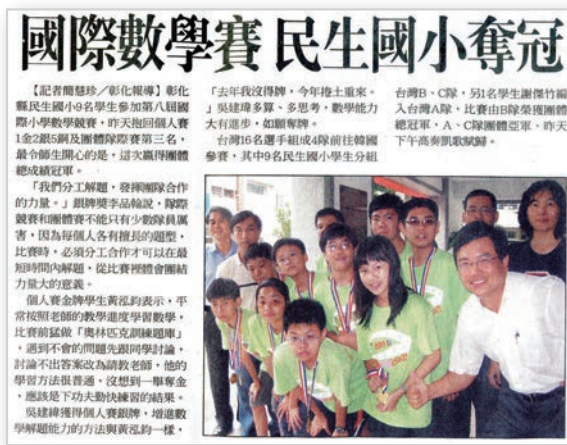 國際數學賽 民生國小奪冠
【記者簡慧珍／彰化報導】彰化
縣民生國小9名學生參加第八屆國
際小學數學競賽，昨天抱回個人賽
1金2銀5銅及團體隊際賽第三名，
最令師生開心的是，這次贏得團體
總成績冠軍。
「我們分工解題，發揮團隊合作
的力量。」銀牌獎李品翰說，隊際
競賽和團體賽不能只有少數隊員厲
害，因為每個人各有擅長的題型，
比賽時，必須分工合作才可以在最
短時間內解題，從比賽裡體會團結
力量大的意義。
個人賽金牌學生黃泓鈞表示，平
常按照老師的教學進度學習數學，
比賽前猛做「奧林匹克訓練題庫」
，遇到不會的問題先跟同學討論，
討論不出答案改為請教老師，他的
學習方法很普通，沒想到一舉奪金
，應該是下功夫勤快練習的結果。
吳建緯獲得個人賽銀牌，增進數
學解題能力的方法與黃泓鈞一樣，
「去年我沒得牌，今年捲土重來。
」吳建瑋多算、多思考，數學能力
大有進步，如願奪牌。
台灣16名選手組成4隊前往韓國
參賽，其中9名民生國小學生分組
台灣B、C隊，另1名學生謝傑竹編
入台灣A隊，比賽由B隊榮獲團體
總冠軍，A、C隊團體亞軍，昨天
下午高奏凱歌賦歸。